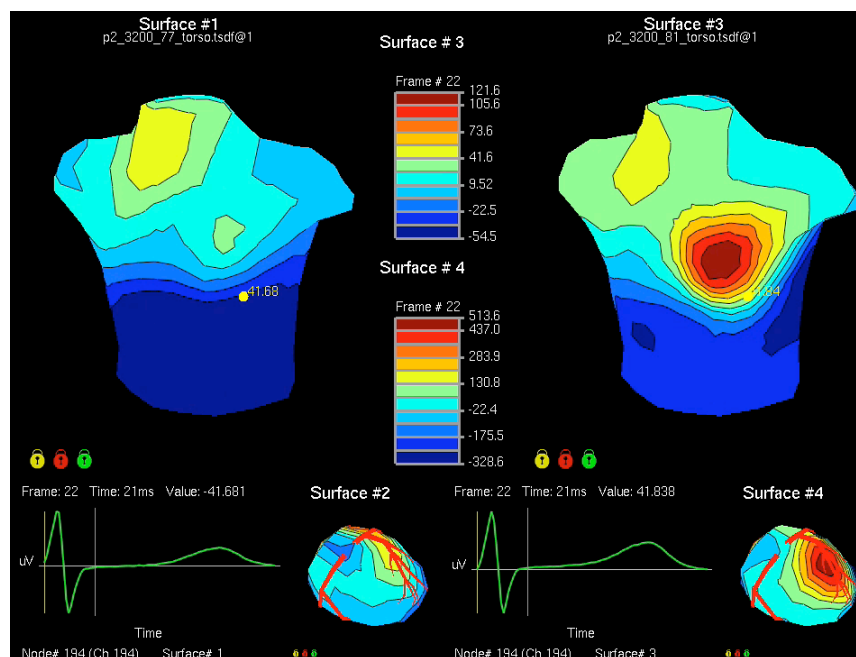 Surface #1
p2_3200_77_torso.tsdf@1
Surface # 3
Frame # 22
121.6
105.6
73.6
41.6
9.52
-22.5
-54.5
Surface # 4
Frame # 22
513.6
437.0
283.9
130.8
-22.4
-175.5
-328.6
Surface #3
p2_3200_81_torso.tsdf@1
41.68
Frame: 22 Time: 21ms Value: -41.681
Surface #2
uV
Time
Node# 194 (Ch 194) Surface# 1
Frame: 22 Time: 21ms Value: 41.838
Surface #4
uV
Time
Node# 194 (Ch 194) Surface# 3